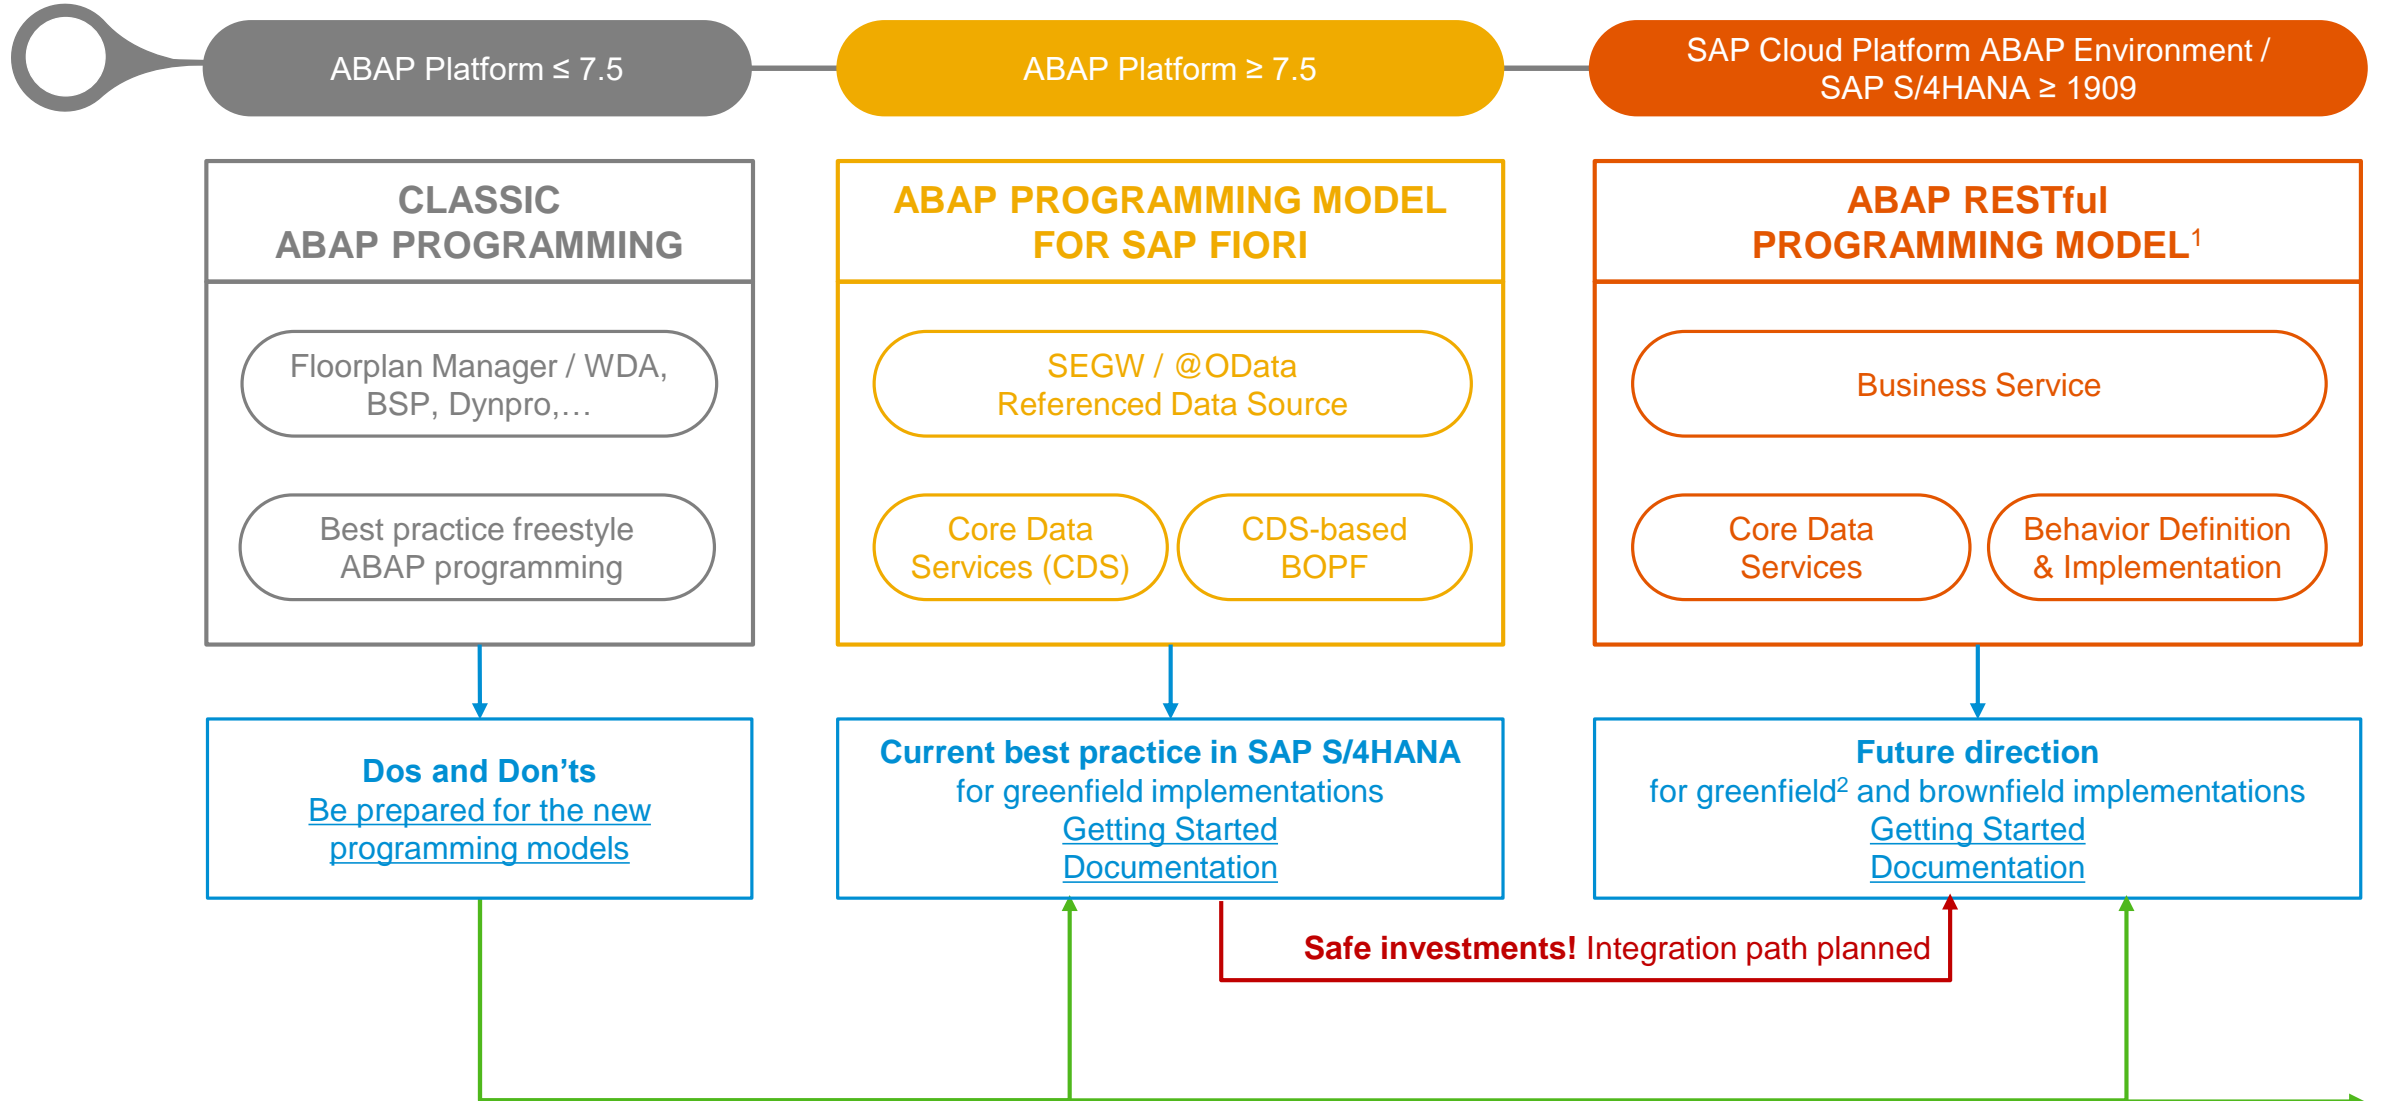 ABAP Platform ≤ 7.5
ABAP Platform ≥ 7.5
SAP Cloud Platform ABAP Environment /
SAP S/4HANA ≥ 1909
CLASSIC
ABAP PROGRAMMING
Floorplan Manager / WDA,
BSP, Dynpro,…
Best practice freestyle
ABAP programming
ABAP PROGRAMMING MODEL
FOR SAP FIORI
SEGW / @OData
Referenced Data Source
Core Data
Services (CDS)
CDS-based
BOPF
ABAP RESTful
PROGRAMMING MODEL¹
Business Service
Core Data
Services
Behavior Definition
& Implementation
Dos and Don’ts
Be prepared for the new
programming models
Current best practice in SAP S/4HANA
for greenfield implementations
Getting Started
Documentation
Future direction
for greenfield² and brownfield implementations
Getting Started
Documentation
Safe investments! Integration path planned